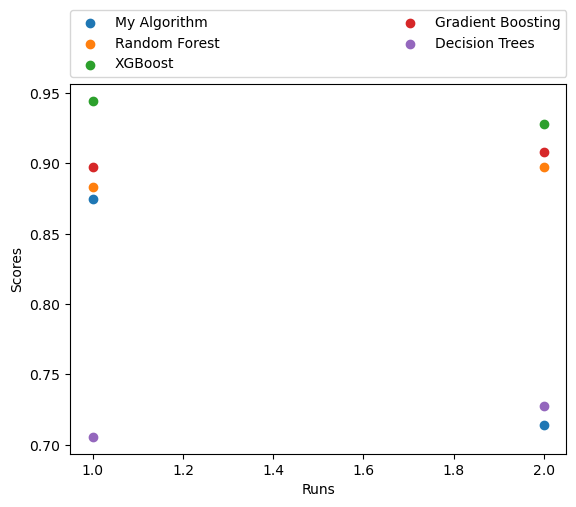 My Algorithm
Random Forest
XGBoost
Gradient Boosting
Decision Trees
0.95
0.90
0.85
0.80
0.75
0.70
Scores
1.0 1.2 1.4 1.6 1.8 2.0
Runs